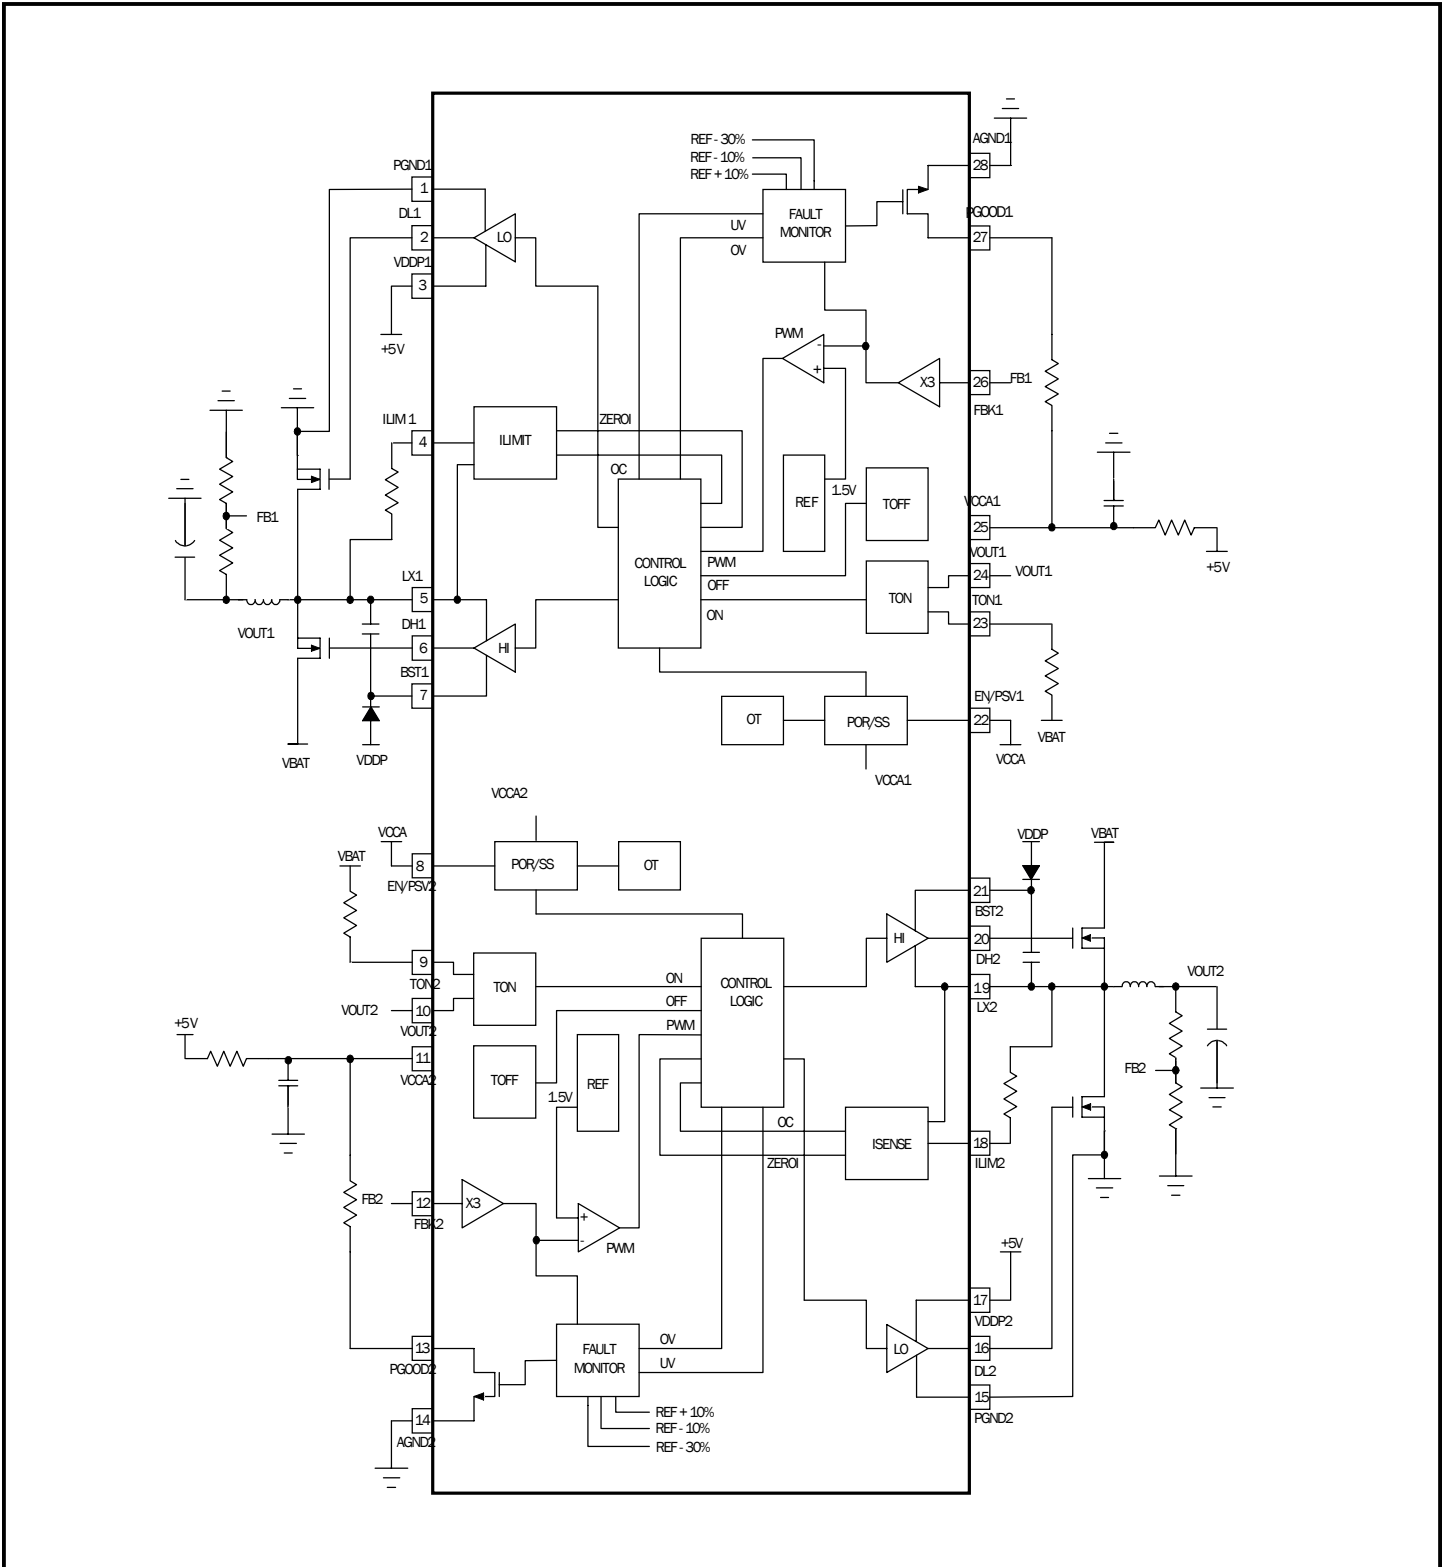 REF - 30%
REF - 10%
REF + 10%
AGND1
28
PGND1
1
DL1
2
VDDP1
3
+5V
LO
FAULT
MONITOR
UV
OV
PGOOD1
27
PWM
-
+
X3
26
FB1
FBK1
ILIM 1
4
ILIMIT
ZEROI
OC
REF
1.5V
TOFF
FB1
VCCA1
25
+5V
CONTROL
LOGIC
PWM
OFF
ON
TON
VOUT1
24
VOUT1
TON1
23
LX1
5
VOUT1
DH1
6
HI
BST1
7
VBAT
VDDP
OT
POR/SS
EN/PSV1
22
VCCA
VBAT
VCCA1
VCCA2
VCCA
8
EN/PSV2
POR/SS
OT
VBAT
VDDP
VBAT
21
BST2
HI
20
DH2
19
LX2
VOUT2
9
TON2
TON
VOUT2
10
VOUT2
ON
OFF
PWM
CONTROL
LOGIC
+5V
11
VCCA2
TOFF
REF
1.5V
FB2
OC
ZEROI
ISENSE
18
ILIM2
FB2
12
FBK2
X3
+
-
PWM
+5V
17
VDDP2
LO
16
DL2
15
PGND2
13
PGOOD2
FAULT
MONITOR
OV
UV
14
AGND2
REF + 10%
REF - 10%
REF - 30%